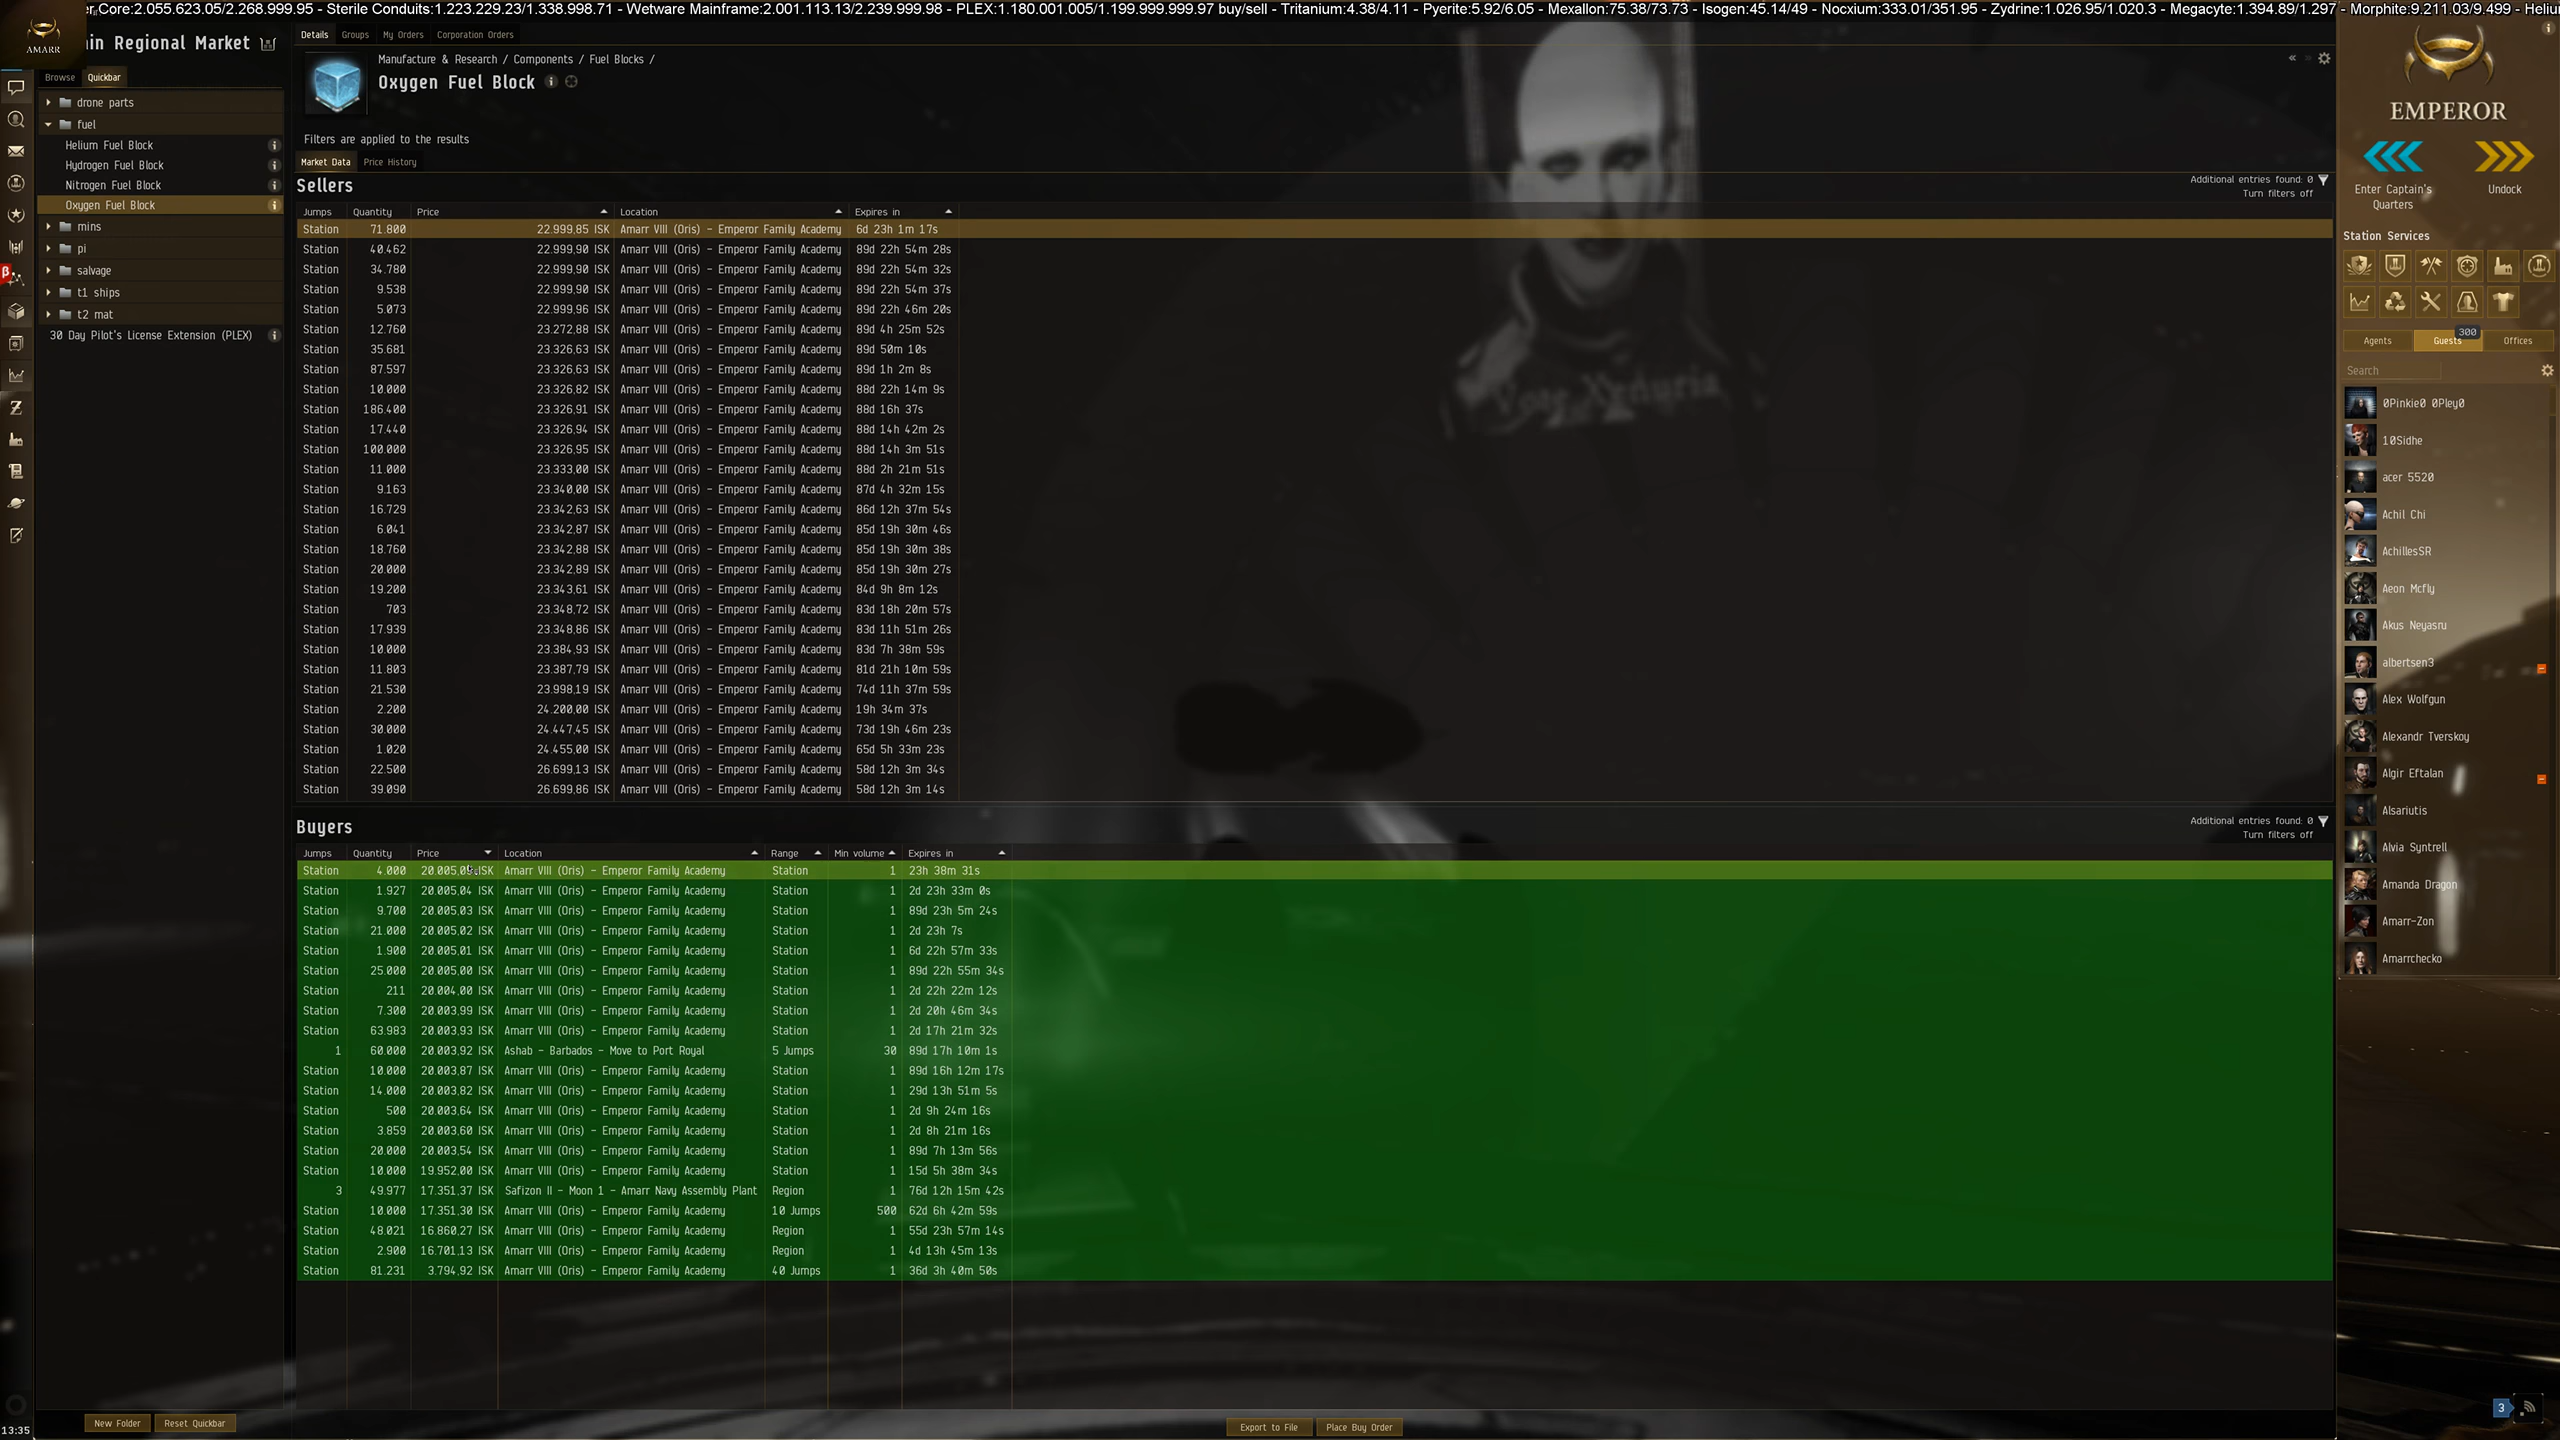 Core:2.055.623.05/2.268.999.95 - Sterile Conduits:1.223.229.23/1.338.998.71 - Wetware Mainframe:2.001.113.13/2.239.999.98 - PLEX:1.180.001.005/1.199.999.999.97 buy/sell - Tritanium:4.38/4.11 - Pyerite:5.92/6.05 - Mexallon:75.38/73.73 - Isogen:45.14/49 - Nocxium:333.01/351.95 - Zydrine:1.026.95/1.020.3 - Megacyte:1.394.89/1.297 - Morphite:9.211.03/9.499 - Heliu
AMARR
in Regional Market
Browse Quickbar
drone parts
fuel
Helium Fuel Block
Hydrogen Fuel Block
Nitrogen Fuel Block
Oxygen Fuel Block
mins
pi
salvage
t1 ships
t2 mat
30 Day Pilot's License Extension (PLEX)
New Folder Reset Quickbar
13:35
Details Groups My Orders Corporation Orders
Manufacture & Research / Components / Fuel Blocks /
Oxygen Fuel Block
Filters are applied to the results
Market Data Price History
Sellers
Additional entries found: 0
Turn filters off
Jumps Quantity Price Location Expires in
Station 71.800 22.999,85 ISK Amarr VIII (Oris) - Emperor Family Academy 6d 23h 1m 17s
Station 40.462 22.999,90 ISK Amarr VIII (Oris) - Emperor Family Academy 89d 22h 54m 28s
Station 34.780 22.999,90 ISK Amarr VIII (Oris) - Emperor Family Academy 89d 22h 54m 32s
Station 9.538 22.999,90 ISK Amarr VIII (Oris) - Emperor Family Academy 89d 22h 54m 37s
Station 5.073 22.999,96 ISK Amarr VIII (Oris) - Emperor Family Academy 89d 22h 46m 20s
Station 12.760 23.272,88 ISK Amarr VIII (Oris) - Emperor Family Academy 89d 4h 25m 52s
Station 35.681 23.326,63 ISK Amarr VIII (Oris) - Emperor Family Academy 89d 50m 10s
Station 87.597 23.326,63 ISK Amarr VIII (Oris) - Emperor Family Academy 89d 1h 2m 8s
Station 10.000 23.326,82 ISK Amarr VIII (Oris) - Emperor Family Academy 88d 22h 14m 9s
Station 186.400 23.326,91 ISK Amarr VIII (Oris) - Emperor Family Academy 88d 16h 37s
Station 17.440 23.326,94 ISK Amarr VIII (Oris) - Emperor Family Academy 88d 14h 42m 2s
Station 100.000 23.326,95 ISK Amarr VIII (Oris) - Emperor Family Academy 88d 14h 3m 51s
Station 11.000 23.333,00 ISK Amarr VIII (Oris) - Emperor Family Academy 88d 2h 21m 51s
Station 9.163 23.340,00 ISK Amarr VIII (Oris) - Emperor Family Academy 87d 4h 32m 15s
Station 16.729 23.342,63 ISK Amarr VIII (Oris) - Emperor Family Academy 86d 12h 37m 54s
Station 6.041 23.342,87 ISK Amarr VIII (Oris) - Emperor Family Academy 85d 19h 30m 46s
Station 18.760 23.342,88 ISK Amarr VIII (Oris) - Emperor Family Academy 85d 19h 30m 38s
Station 20.000 23.342,89 ISK Amarr VIII (Oris) - Emperor Family Academy 85d 19h 30m 27s
Station 19.200 23.343,61 ISK Amarr VIII (Oris) - Emperor Family Academy 84d 9h 8m 12s
Station 703 23.348,72 ISK Amarr VIII (Oris) - Emperor Family Academy 83d 18h 20m 57s
Station 17.939 23.348,86 ISK Amarr VIII (Oris) - Emperor Family Academy 83d 11h 51m 26s
Station 10.000 23.384,93 ISK Amarr VIII (Oris) - Emperor Family Academy 83d 7h 38m 59s
Station 11.803 23.387,79 ISK Amarr VIII (Oris) - Emperor Family Academy 81d 21h 10m 59s
Station 21.530 23.998,19 ISK Amarr VIII (Oris) - Emperor Family Academy 74d 11h 37m 59s
Station 2.200 24.200,00 ISK Amarr VIII (Oris) - Emperor Family Academy 19h 34m 37s
Station 30.000 24.447,45 ISK Amarr VIII (Oris) - Emperor Family Academy 73d 19h 46m 23s
Station 1.020 24.455,00 ISK Amarr VIII (Oris) - Emperor Family Academy 65d 5h 33m 23s
Station 22.500 26.699,13 ISK Amarr VIII (Oris) - Emperor Family Academy 58d 12h 3m 34s
Station 39.090 26.699,86 ISK Amarr VIII (Oris) - Emperor Family Academy 58d 12h 3m 14s
Buyers
Additional entries found: 0
Turn filters off
Jumps Quantity Price Location Range Min volume Expires in
Station 4.000 ISK Amarr VIII (Oris) - Emperor Family Academy Station 1 23h 38m 31s
Station 1.927 20.005,04 ISK Amarr VIII (Oris) - Emperor Family Academy Station 1 2d 23h 33m 0s
Station 9.700 20.005,03 ISK Amarr VIII (Oris) - Emperor Family Academy Station 1 89d 23h 5m 24s
Station 21.000 20.005,02 ISK Amarr VIII (Oris) - Emperor Family Academy Station 1 2d 23h 7s
Station 1.900 20.005,01 ISK Amarr VIII (Oris) - Emperor Family Academy Station 1 6d 22h 57m 33s
Station 25.000 20.005,00 ISK Amarr VIII (Oris) - Emperor Family Academy Station 1 89d 22h 55m 34s
Station 211 20.004,00 ISK Amarr VIII (Oris) - Emperor Family Academy Station 1 2d 22h 22m 12s
Station 7.300 20.003,99 ISK Amarr VIII (Oris) - Emperor Family Academy Station 1 2d 20h 46m 34s
Station 63.983 20.003,93 ISK Amarr VIII (Oris) - Emperor Family Academy Station 1 2d 17h 21m 32s
1 60.000 20.003,92 ISK Ashab - Barbados - Move to Port Royal 5 Jumps 30 89d 17h 10m 1s
Station 10.000 20.003,87 ISK Amarr VIII (Oris) - Emperor Family Academy Station 1 89d 16h 12m 17s
Station 14.000 20.003,82 ISK Amarr VIII (Oris) - Emperor Family Academy Station 1 29d 13h 51m 5s
Station 500 20.003,64 ISK Amarr VIII (Oris) - Emperor Family Academy Station 1 2d 9h 24m 16s
Station 3.859 20.003,60 ISK Amarr VIII (Oris) - Emperor Family Academy Station 1 2d 8h 21m 16s
Station 20.000 20.003,54 ISK Amarr VIII (Oris) - Emperor Family Academy Station 1 89d 7h 13m 56s
Station 10.000 19.952,00 ISK Amarr VIII (Oris) - Emperor Family Academy Station 1 15d 5h 38m 34s
3 49.977 17.351,37 ISK Safizon II - Moon 1 - Amarr Navy Assembly Plant Region 1 76d 12h 15m 42s
Station 10.000 17.351,30 ISK Amarr VIII (Oris) - Emperor Family Academy 10 Jumps 500 62d 6h 42m 59s
Station 48.021 16.860,27 ISK Amarr VIII (Oris) - Emperor Family Academy Region 1 55d 23h 57m 14s
Station 2.900 16.701,13 ISK Amarr VIII (Oris) - Emperor Family Academy Region 1 4d 13h 45m 13s
Station 81.231 3.794,92 ISK Amarr VIII (Oris) - Emperor Family Academy 40 Jumps 1 36d 3h 40m 50s
Export to File Place Buy Order
EMPEROR
Enter Captain's Quarters
Undock
Station Services
300
Agents Guests Offices
Search
0Pinkie0 0Pley0
10Sidhe
acer 5520
Achil Chi
AchillesSR
Aeon Mcfly
Akus Neyasru
albertsen3
Alex Wolfgun
Alexandr Tverskoy
Algir Eftalan
Alsariutis
Alvia Syntrell
Amanda Dragon
Amarr-Zon
Amarrchecko
3